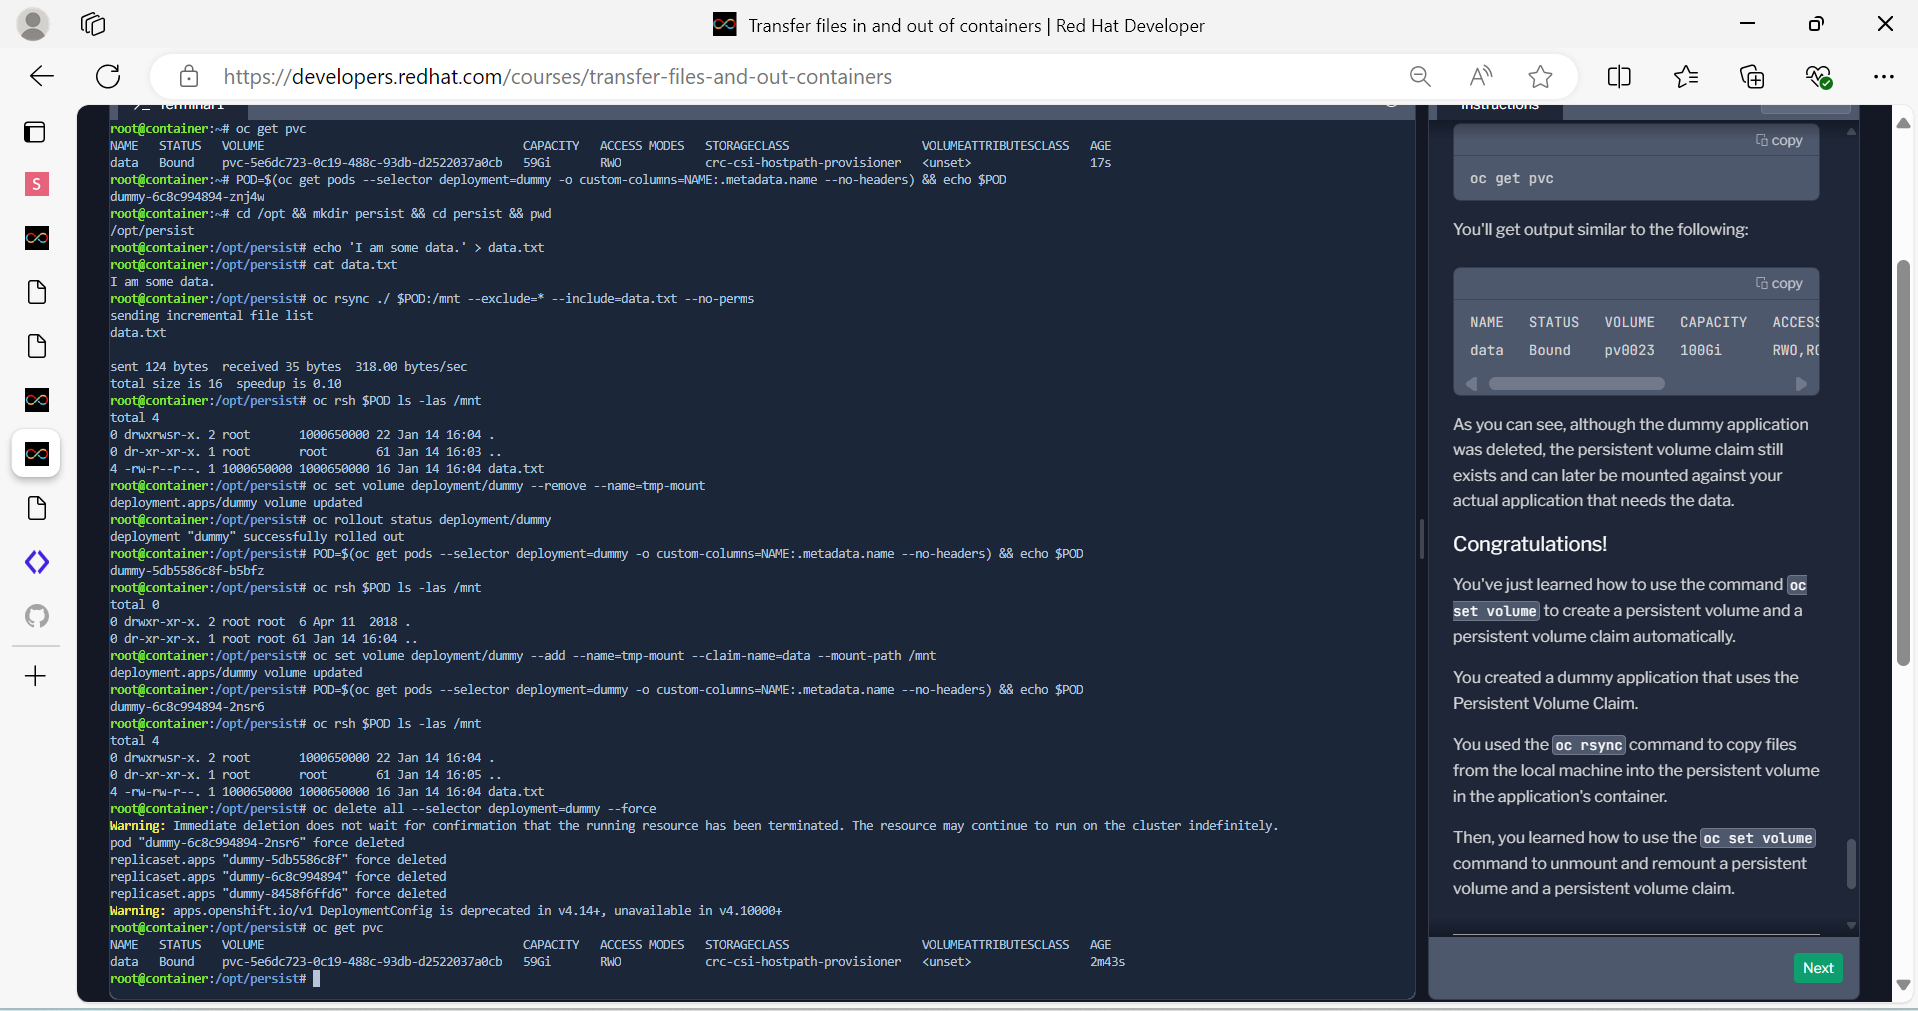 Transfer files in and out of containers | Red Hat Developer
https://developers.redhat.com/courses/transfer-files-and-out-containers
S
>_ Terminal 1
root@container:~# oc get pvc
NAME STATUS VOLUME CAPACITY ACCESS MODES STORAGECLASS VOLUMEATTRIBUTESCLASS AGE
data Bound pvc-5e6dc723-0c19-488c-93db-d2522037a0cb 59Gi RWO crc-csi-hostpath-provisioner <unset> 17s
root@container:~# POD=$(oc get pods --selector deployment=dummy -o custom-columns=NAME:.metadata.name --no-headers) && echo $POD
dummy-6c8c994894-znj4w
root@container:~# cd /opt && mkdir persist && cd persist && pwd
/opt/persist
root@container:/opt/persist# echo 'I am some data.' > data.txt
root@container:/opt/persist# cat data.txt
I am some data.
root@container:/opt/persist# oc rsync ./ $POD:/mnt --exclude=* --include=data.txt --no-perms
sending incremental file list
data.txt
sent 124 bytes received 35 bytes 318.00 bytes/sec
total size is 16 speedup is 0.10
root@container:/opt/persist# oc rsh $POD ls -las /mnt
total 4
0 drwxrwsr-x. 2 root 1000650000 22 Jan 14 16:04 .
0 dr-xr-xr-x. 1 root root 61 Jan 14 16:03 ..
4 -rw-r--r--. 1 1000650000 1000650000 16 Jan 14 16:04 data.txt
root@container:/opt/persist# oc set volume deployment/dummy --remove --name=tmp-mount
deployment.apps/dummy volume updated
root@container:/opt/persist# oc rollout status deployment/dummy
deployment "dummy" successfully rolled out
root@container:/opt/persist# POD=$(oc get pods --selector deployment=dummy -o custom-columns=NAME:.metadata.name --no-headers) && echo $POD
dummy-5db5586c8f-b5bfz
root@container:/opt/persist# oc rsh $POD ls -las /mnt
total 0
0 drwxr-xr-x. 2 root root 6 Apr 11 2018 .
0 dr-xr-xr-x. 1 root root 61 Jan 14 16:04 ..
root@container:/opt/persist# oc set volume deployment/dummy --add --name=tmp-mount --claim-name=data --mount-path /mnt
deployment.apps/dummy volume updated
root@container:/opt/persist# POD=$(oc get pods --selector deployment=dummy -o custom-columns=NAME:.metadata.name --no-headers) && echo $POD
dummy-6c8c994894-2nsr6
root@container:/opt/persist# oc rsh $POD ls -las /mnt
total 4
0 drwxrwsr-x. 2 root 1000650000 22 Jan 14 16:04 .
0 dr-xr-xr-x. 1 root root 61 Jan 14 16:05 ..
4 -rw-rw-r--. 1 1000650000 1000650000 16 Jan 14 16:04 data.txt
root@container:/opt/persist# oc delete all --selector deployment=dummy --force
Warning: Immediate deletion does not wait for confirmation that the running resource has been terminated. The resource may continue to run on the cluster indefinitely.
pod "dummy-6c8c994894-2nsr6" force deleted
replicaset.apps "dummy-5db5586c8f" force deleted
replicaset.apps "dummy-6c8c994894" force deleted
replicaset.apps "dummy-8458f6ffd6" force deleted
Warning: apps.openshift.io/v1 DeploymentConfig is deprecated in v4.14+, unavailable in v4.10000+
root@container:/opt/persist# oc get pvc
NAME STATUS VOLUME CAPACITY ACCESS MODES STORAGECLASS VOLUMEATTRIBUTESCLASS AGE
data Bound pvc-5e6dc723-0c19-488c-93db-d2522037a0cb 59Gi RWO crc-csi-hostpath-provisioner <unset> 2m43s
root@container:/opt/persist#
Instructions
copy
oc get pvc
You'll get output similar to the following:
copy
NAME STATUS VOLUME CAPACITY ACCESS
data Bound pv0023 100Gi RWO,RO
As you can see, although the dummy application
was deleted, the persistent volume claim still
exists and can later be mounted against your
actual application that needs the data.
Congratulations!
You've just learned how to use the command oc
set volume to create a persistent volume and a
persistent volume claim automatically.
You created a dummy application that uses the
Persistent Volume Claim.
You used the oc rsync command to copy files
from the local machine into the persistent volume
in the application's container.
Then, you learned how to use the oc set volume
command to unmount and remount a persistent
volume and a persistent volume claim.
Next